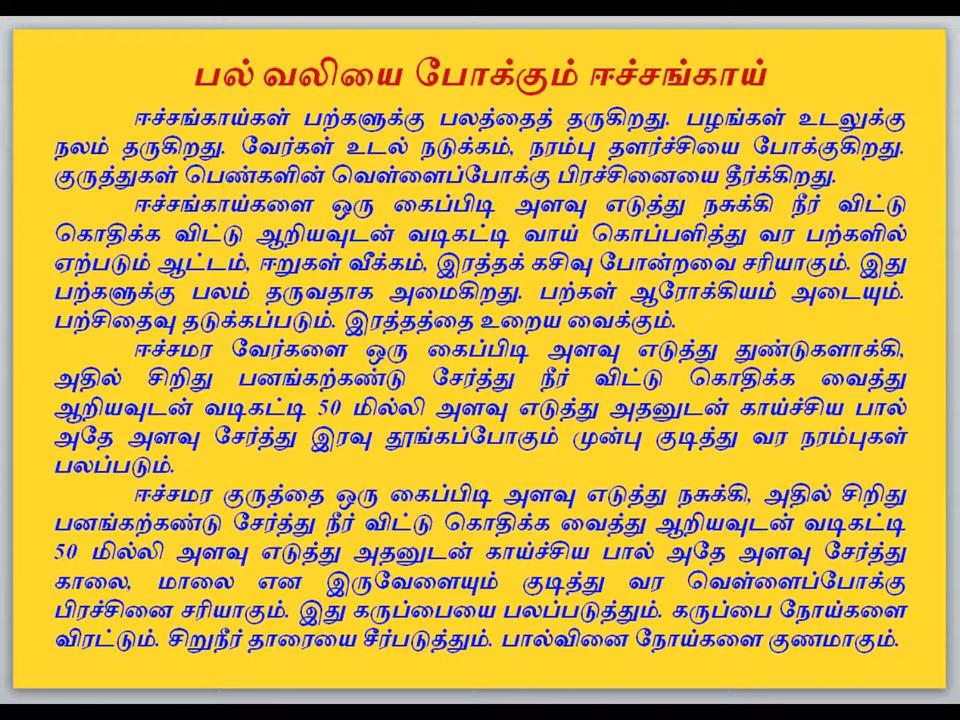 பல் வலியை போக்கும் ஈச்சங்காய்
ஈச்சங்காய்கள் பற்களுக்கு பலத்தைத் தருகிறது. பழங்கள் உடலுக்கு
நலம் தருகிறது. வேர்கள் உடல் நடுக்கம், நரம்பு தளர்ச்சியை போக்குகிறது.
குருத்துகள் பெண்களின் வெள்ளைப்போக்கு பிரச்சினையை தீர்க்கிறது.
ஈச்சங்காய்களை ஒரு கைப்பிடி அளவு எடுத்து நசுக்கி நீர் விட்டு
கொதிக்க விட்டு ஆறியவுடன் வடிகட்டி வாய் கொப்பளித்து வர பற்களில்
ஏற்படும் ஆட்டம், ஈறுகள் வீக்கம், இரத்தக் கசிவு போன்றவை சரியாகும். இது
பற்களுக்கு பலம் தருவதாக அமைகிறது. பற்கள் ஆரோக்கியம் அடையும்.
பற்சிதைவு தடுக்கப்படும். இரத்தத்தை உறைய வைக்கும்.
ஈச்சமர வேர்களை ஒரு கைப்பிடி அளவு எடுத்து துண்டுகளாக்கி,
அதில் சிறிது பனங்கற்கண்டு சேர்த்து நீர் விட்டு கொதிக்க வைத்து
ஆறியவுடன் வடிகட்டி 50 மில்லி அளவு எடுத்து அதனுடன் காய்ச்சிய பால்
அதே அளவு சேர்த்து இரவு தூங்கப்போகும் முன்பு குடித்து வர நரம்புகள்
பலப்படும்.
ஈச்சமர குருத்தை ஒரு கைப்பிடி அளவு எடுத்து நசுக்கி, அதில் சிறிது
பனங்கற்கண்டு சேர்த்து நீர் விட்டு கொதிக்க வைத்து ஆறியவுடன் வடிகட்டி
50 மில்லி அளவு எடுத்து அதனுடன் காய்ச்சிய பால் அதே அளவு சேர்த்து
காலை, மாலை என இருவேளையும் குடித்து வர வெள்ளைப்போக்கு
பிரச்சினை சரியாகும். இது கருப்பையை பலப்படுத்தும். கருப்பை நோய்களை
விரட்டும். சிறுநீர் தாரையை சீர்படுத்தும். பால்வினை நோய்களை குணமாகும்.